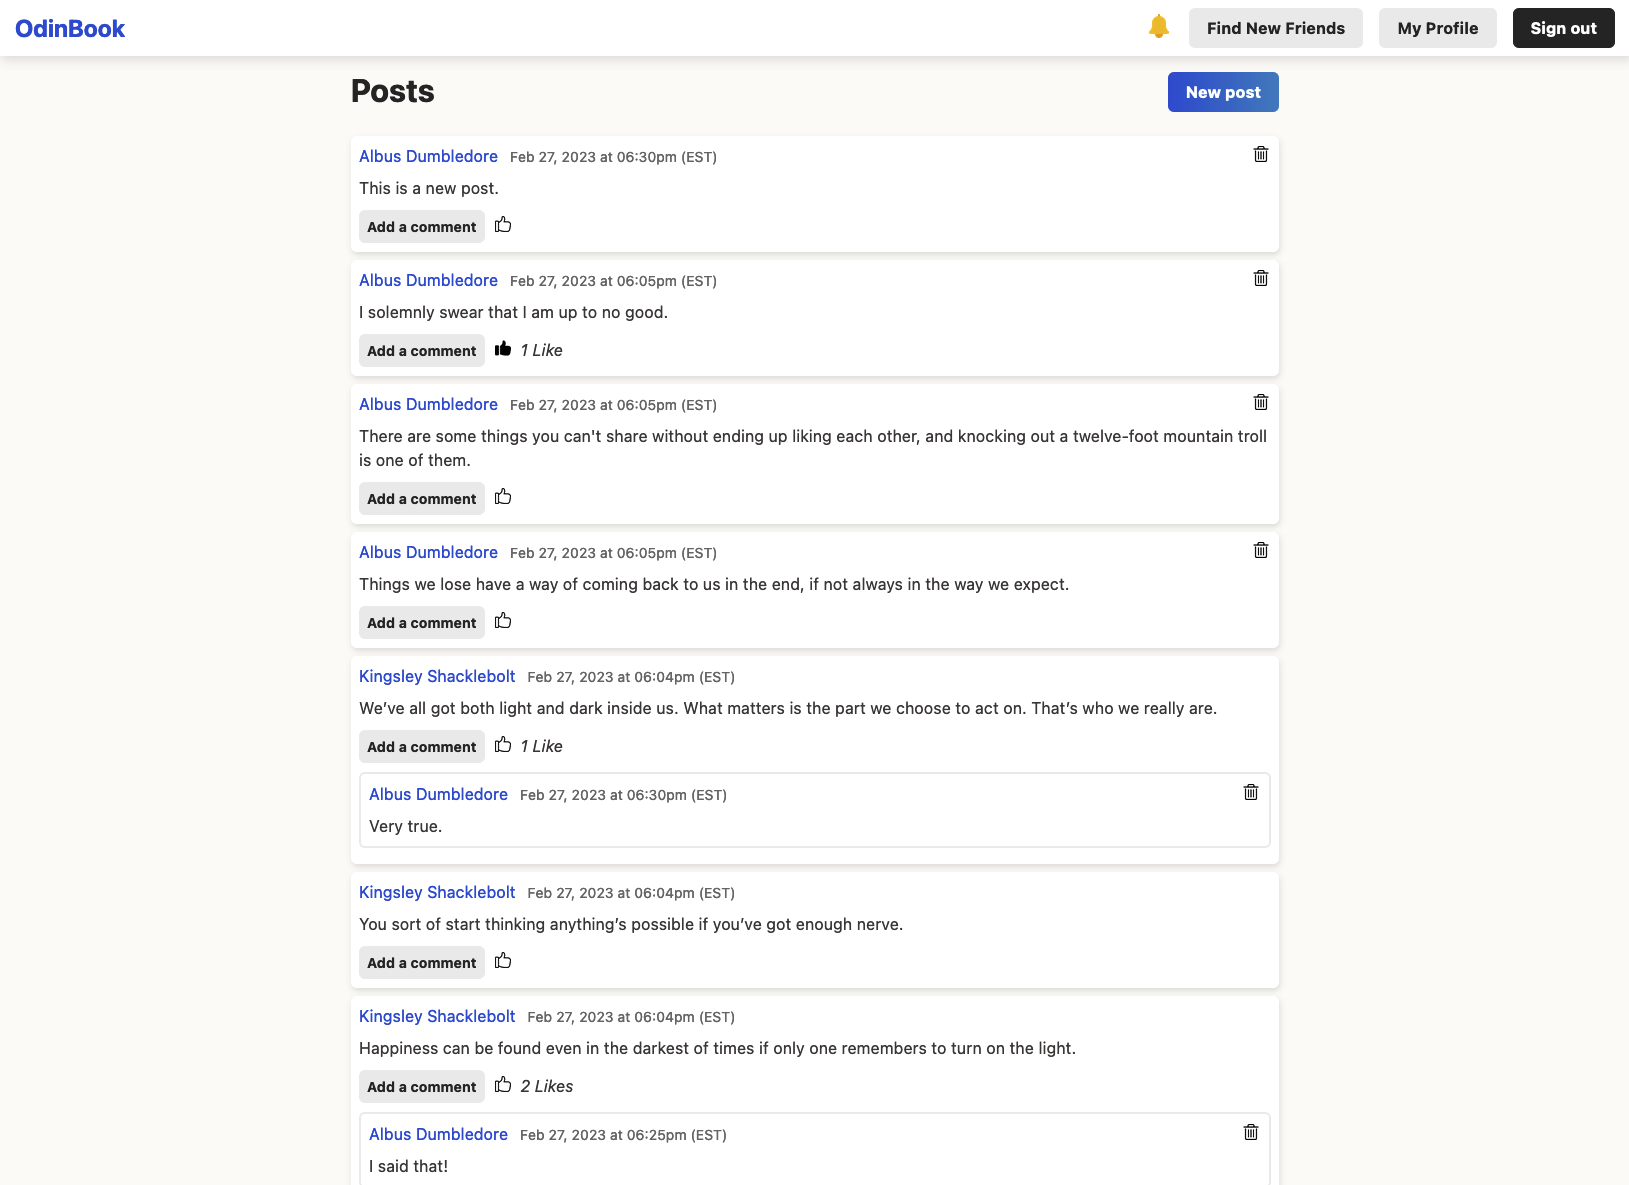 OdinBook
Find New Friends
My Profile
Sign out
Posts
New post
Albus Dumbledore Feb 27, 2023 at 06:30pm (EST)
This is a new post.
Add a comment
Albus Dumbledore Feb 27, 2023 at 06:05pm (EST)
I solemnly swear that I am up to no good.
Add a comment 1 Like
Albus Dumbledore Feb 27, 2023 at 06:05pm (EST)
There are some things you can't share without ending up liking each other, and knocking out a twelve-foot mountain troll
is one of them.
Add a comment
Albus Dumbledore Feb 27, 2023 at 06:05pm (EST)
Things we lose have a way of coming back to us in the end, if not always in the way we expect.
Add a comment
Kingsley Shacklebolt Feb 27, 2023 at 06:04pm (EST)
We’ve all got both light and dark inside us. What matters is the part we choose to act on. That’s who we really are.
Add a comment 1 Like
Albus Dumbledore Feb 27, 2023 at 06:30pm (EST)
Very true.
Kingsley Shacklebolt Feb 27, 2023 at 06:04pm (EST)
You sort of start thinking anything’s possible if you’ve got enough nerve.
Add a comment
Kingsley Shacklebolt Feb 27, 2023 at 06:04pm (EST)
Happiness can be found even in the darkest of times if only one remembers to turn on the light.
Add a comment 2 Likes
Albus Dumbledore Feb 27, 2023 at 06:25pm (EST)
I said that!